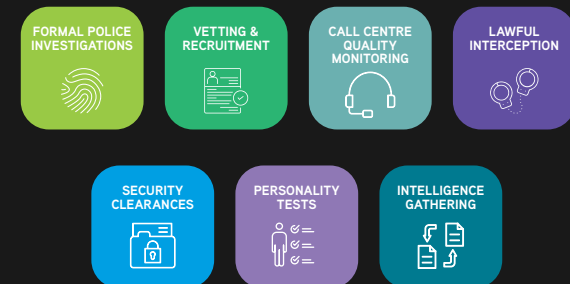 FORMAL POLICE
INVESTIGATIONS
VETTING &
RECRUITMENT
CALL CENTRE
QUALITY
MONITORING
LAWFUL
INTERCEPTION
SECURITY
CLEARANCES
PERSONALITY
TESTS
INTELLIGENCE
GATHERING